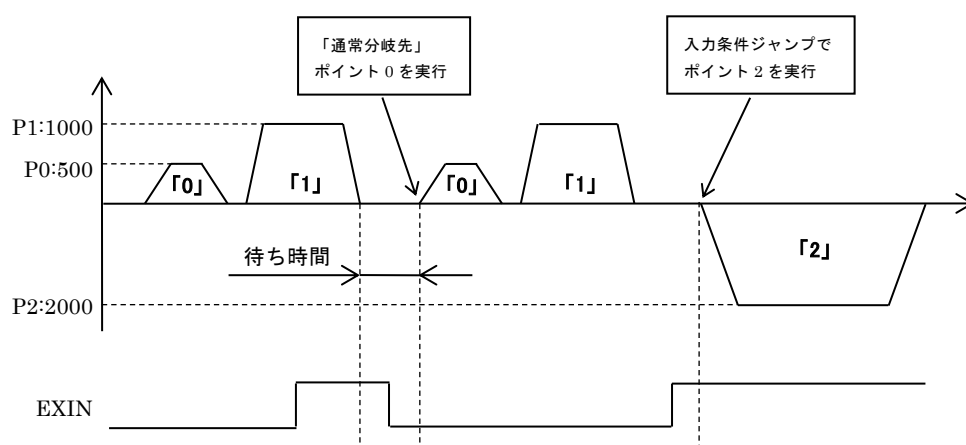 「通常分岐先」
ポイント0を実行
入力条件ジャンプで
ポイント2を実行
P1:1000
P0:500
「0」
「1」
「0」
「1」
待ち時間
「2」
P2:2000
EXIN